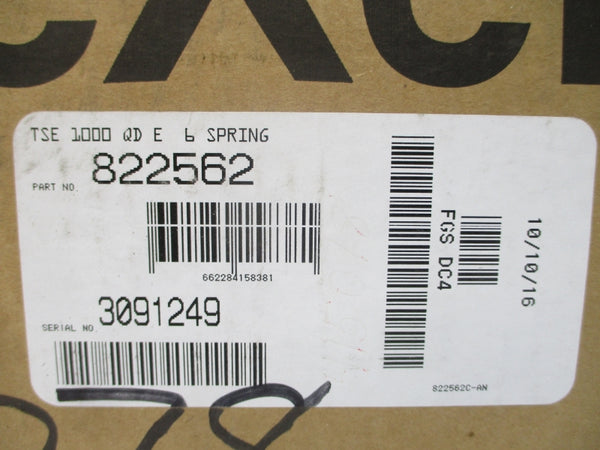 TSE 1000 QD E 6 SPRING
PART NO. 822562
662284158381
SERIAL NO. 3091249
FGS DC4
10/10/16
822562C-AN